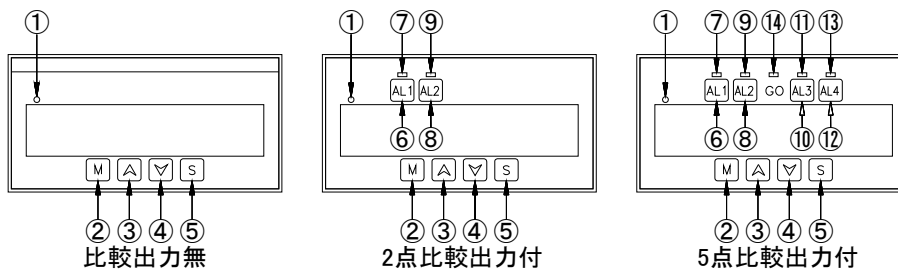 ① ① ⑦ ⑨ ① ⑦ ⑨ ⑭ ⑪ ⑬
AL1 AL2 AL1 AL2 GO AL3 AL4
⑥ ⑧ ⑥ ⑧ ⑩ ⑫
M S M S M S
② ③ ④ ⑤ ② ③ ④ ⑤ ② ③ ④ ⑤
比較出力無 2点比較出力付 5点比較出力付